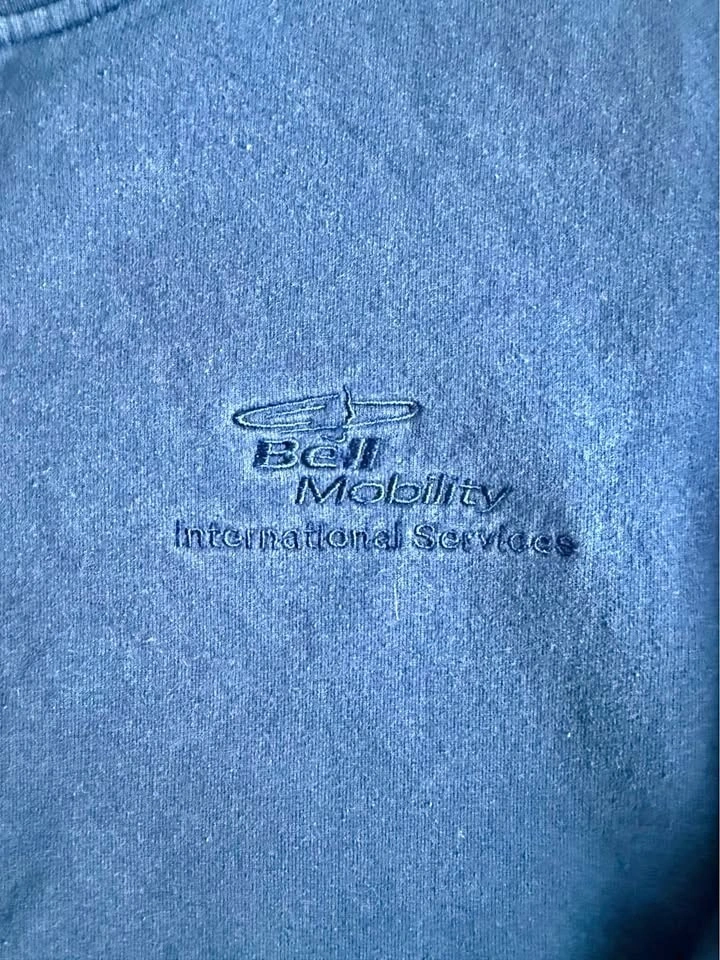 Bell
Mobility
International Services